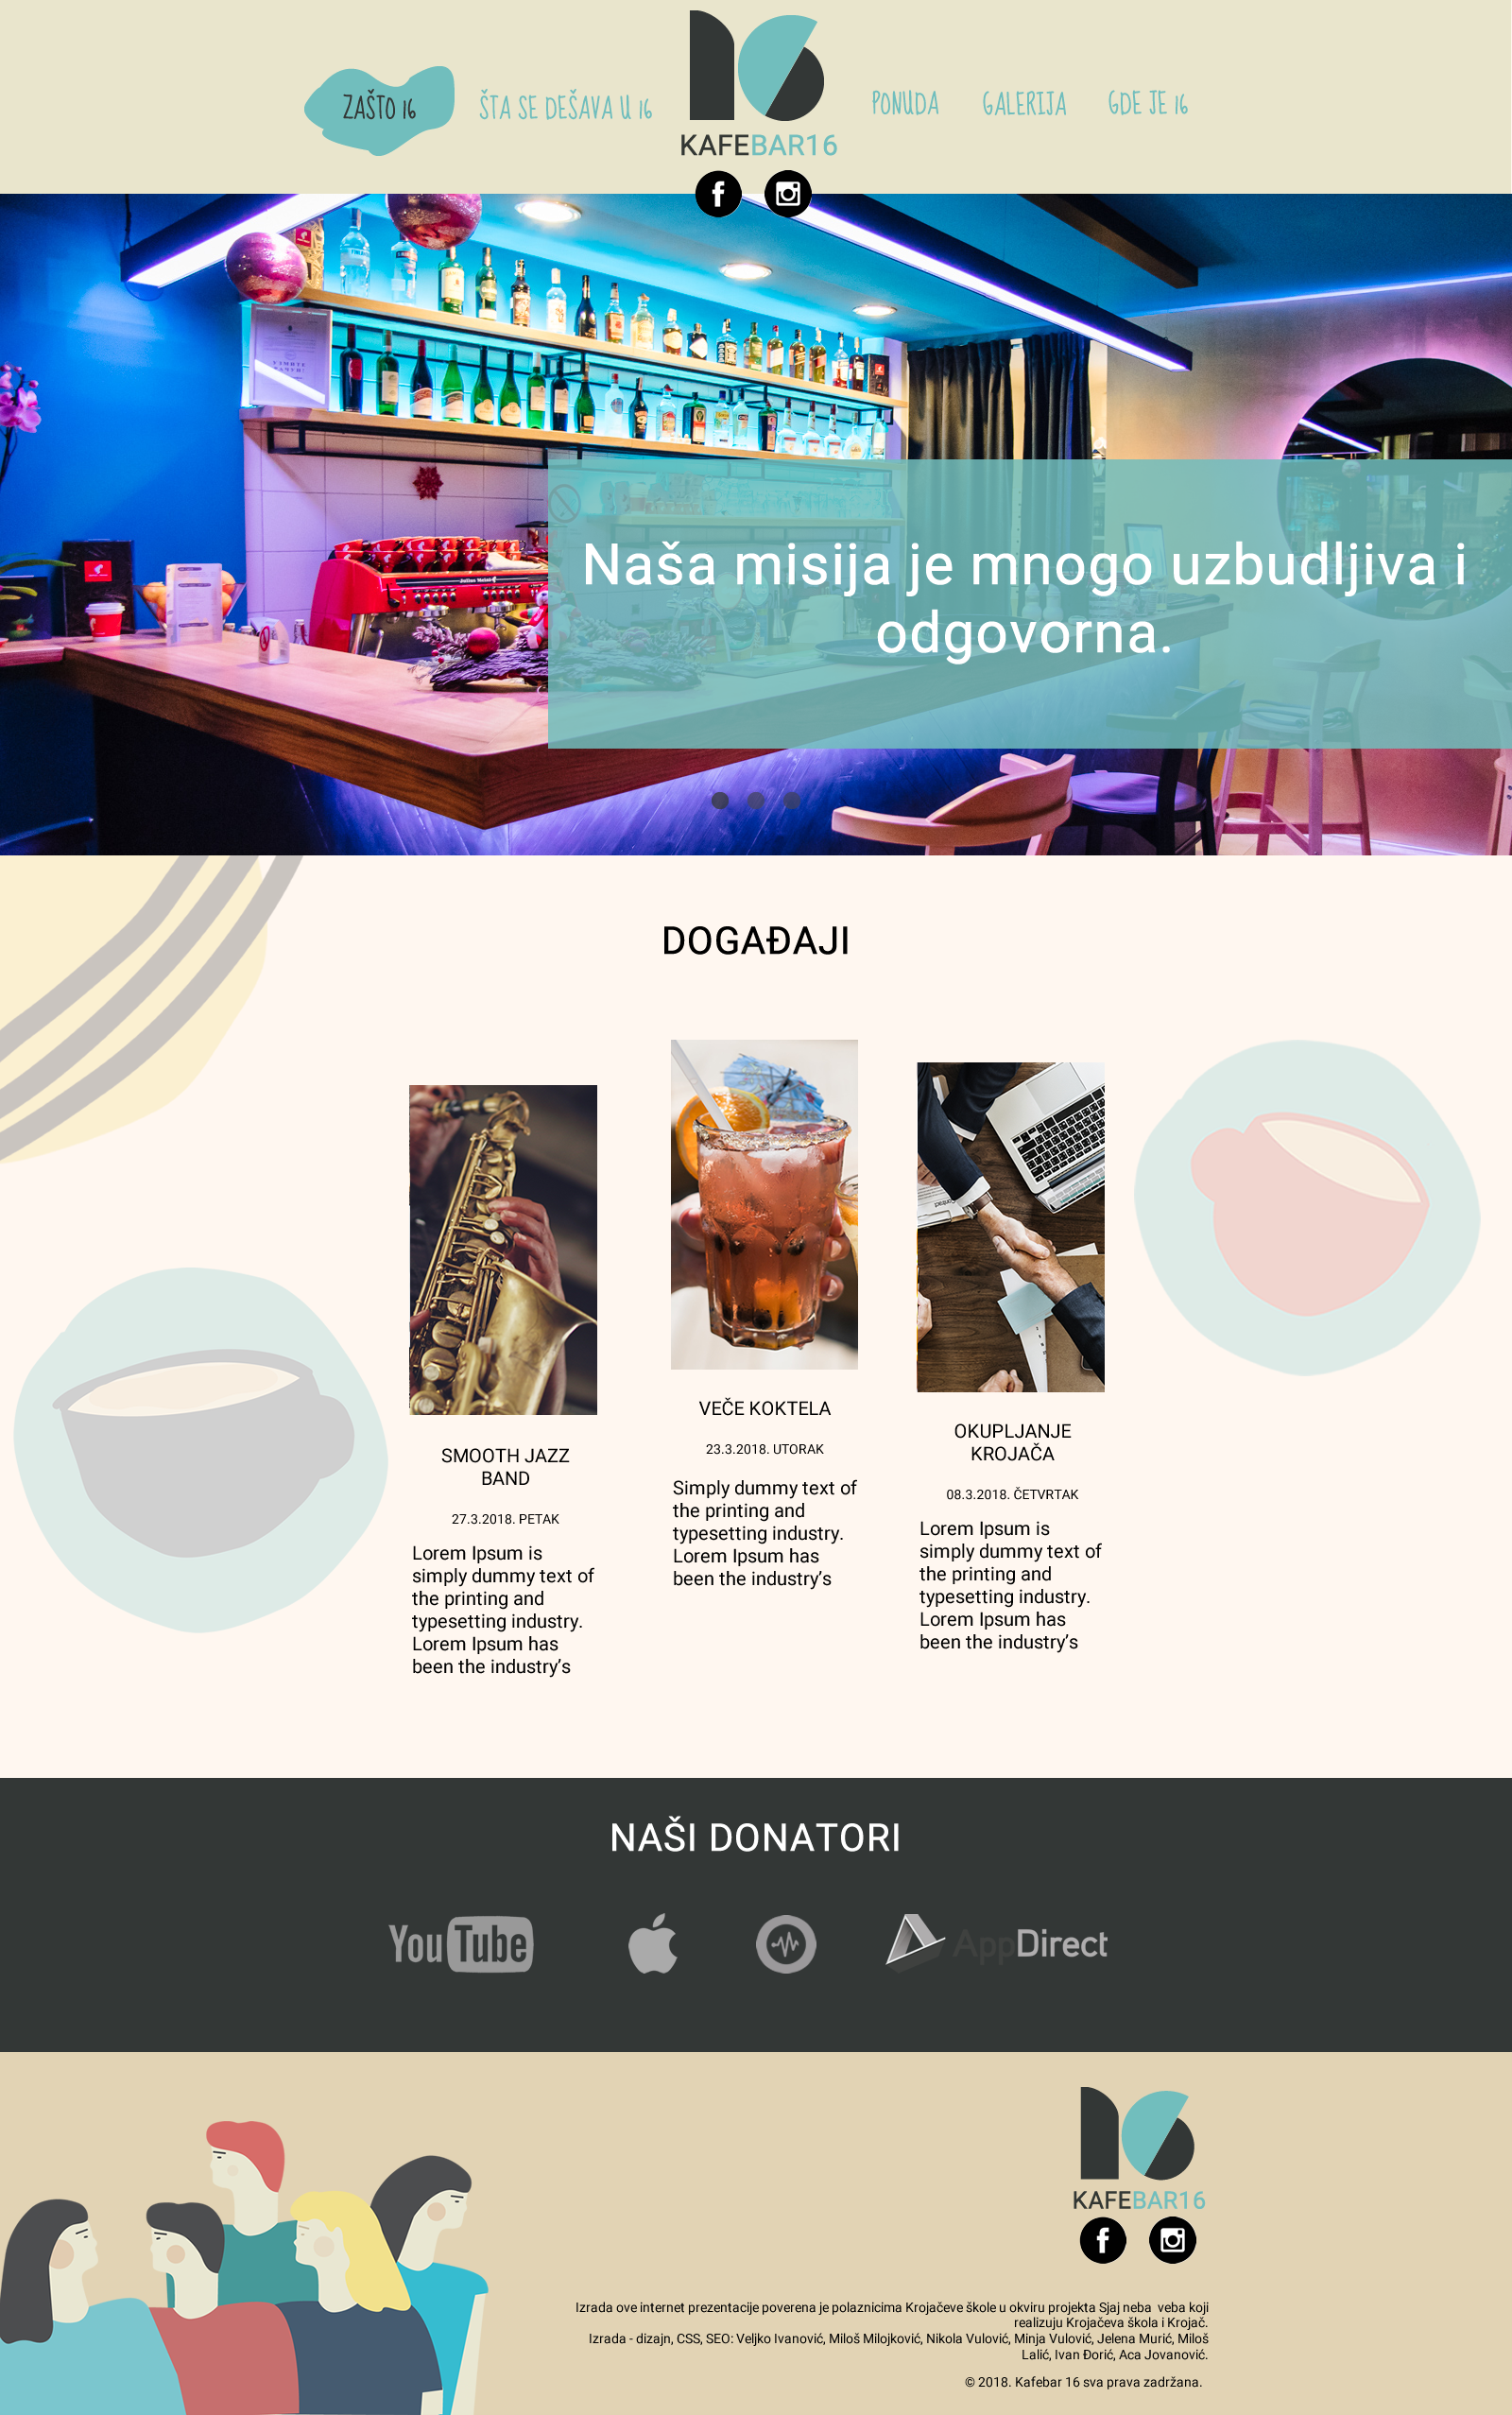 ZAŠTO 16
ŠTA SE DEŠAVA U 16
16
KAFEBAR16
PONUDA
GALERIJA
GDE JE 16
Naša misija je mnogo uzbudljiva i
odgovorna.
DOGAĐAJI
SMOOTH JAZZ
BAND
27.3.2018. PETAK
Lorem Ipsum is
simply dummy text of
the printing and
typesetting industry.
Lorem Ipsum has
been the industry’s
VEČE KOKTELA
23.3.2018. UTORAK
Simply dummy text of
the printing and
typesetting industry.
Lorem Ipsum has
been the industry’s
OKUPLJANJE
KROJAČA
08.3.2018. ČETVRTAK
Lorem Ipsum is
simply dummy text of
the printing and
typesetting industry.
Lorem Ipsum has
been the industry’s
NAŠI DONATORI
YouTube
AppDirect
16
KAFEBAR16
Izrada ove internet prezentacije poverena je polaznicima Krojačeve škole u okviru projekta Sjaj neba veba koji
realizuju Krojačeva škola i Krojač.
Izrada - dizajn, CSS, SEO: Veljko Ivanović, Miloš Milojković, Nikola Vulović, Minja Vulović, Jelena Murić, Miloš
Lalić, Ivan Đorić, Aca Jovanović.
© 2018. Kafebar 16 sva prava zadržana.